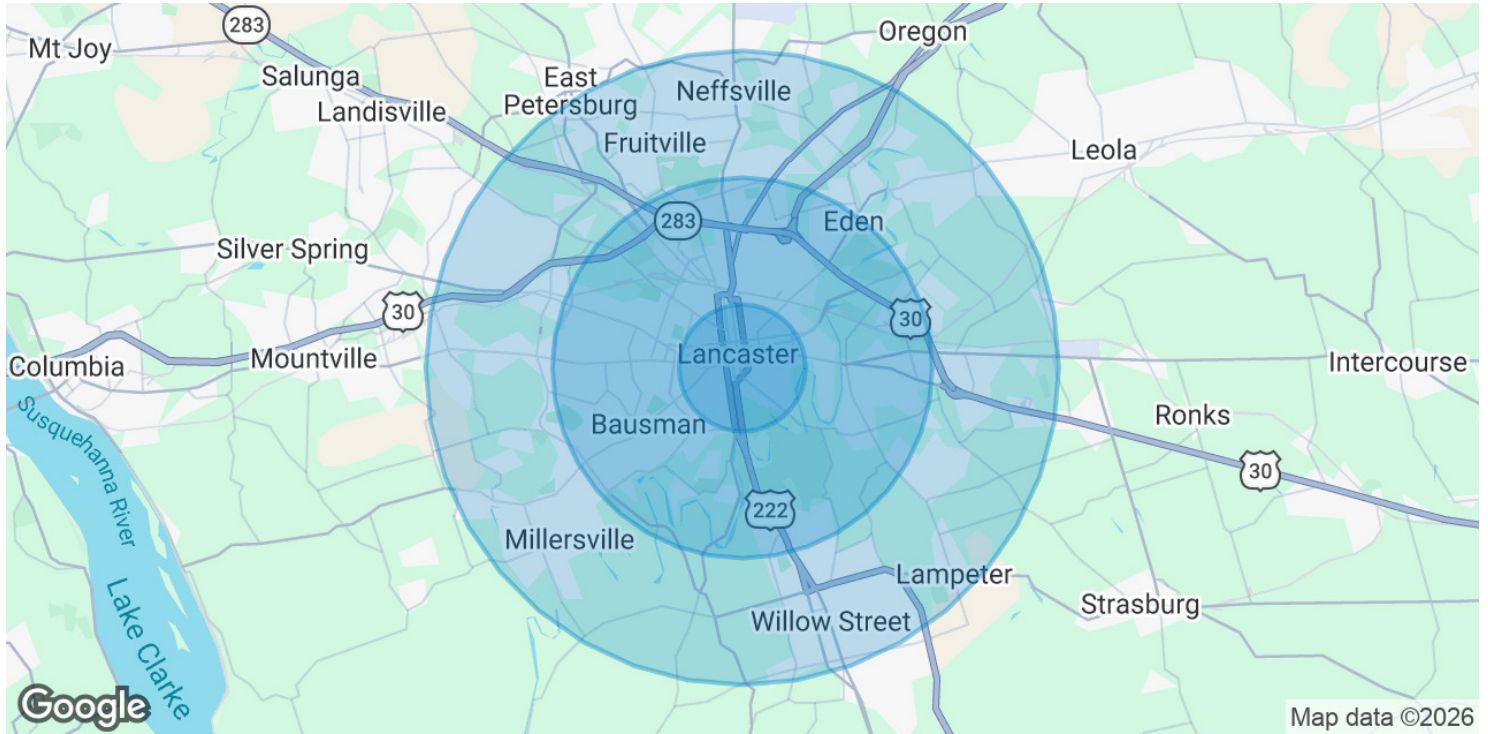 283
Oregon
Mt Joy
Salunga
East
Petersburg
Neffsville
Landisville
Fruitville
Leola
283
Eden
Silver Spring
30
30
Lancaster
Columbia
Mountville
Intercourse
Ronks
Bausman
Susquehanna River
30
222
Millersville
Lampeter
Strasburg
Willow Street
Lake Clarke
Google
Map data ©2026